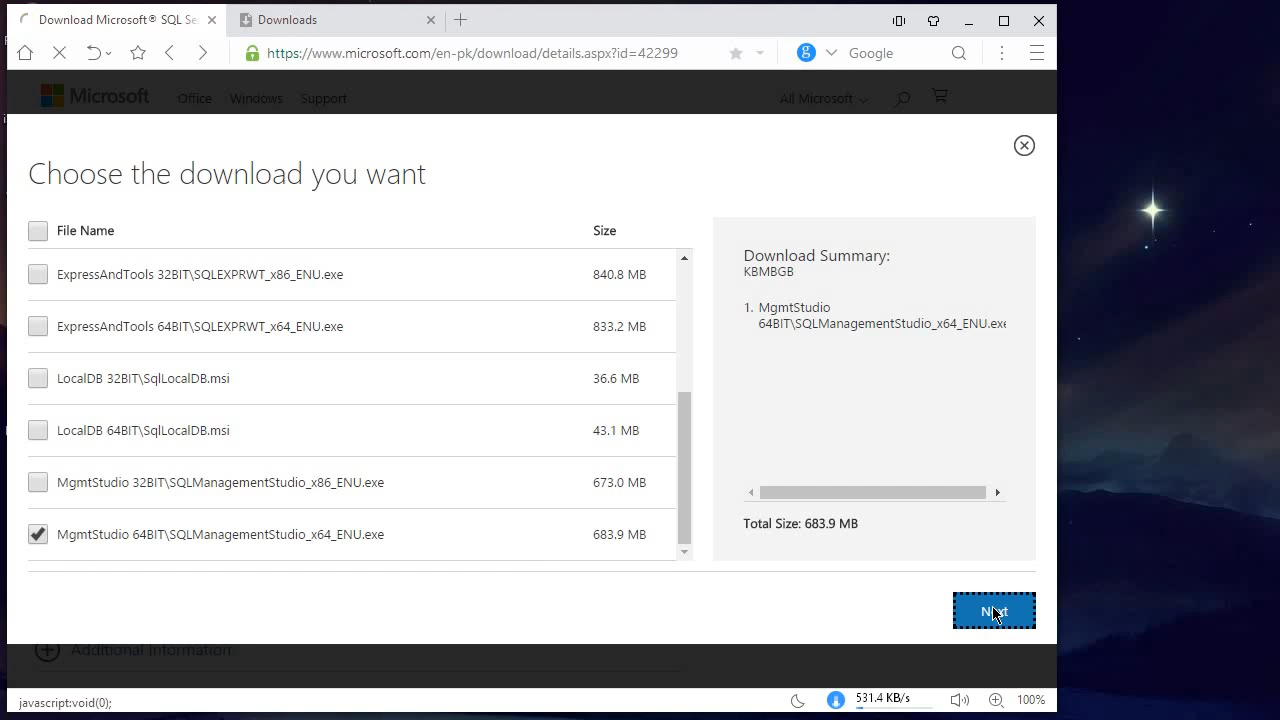 Download Microsoft® SQL Se
Downloads
https://www.microsoft.com/en-pk/download/details.aspx?id=42299
g
Google
Microsoft
Office
Windows
Support
All Microsoft
Choose the download you want
File Name
Size
ExpressAndTools 32BIT\SQLEXPRWT_x86_ENU.exe
840.8 MB
ExpressAndTools 64BIT\SQLEXPRWT_x64_ENU.exe
833.2 MB
LocalDB 32BIT\SqlLocalDB.msi
36.6 MB
LocalDB 64BIT\SqlLocalDB.msi
43.1 MB
MgmtStudio 32BIT\SQLManagementStudio_x86_ENU.exe
673.0 MB
MgmtStudio 64BIT\SQLManagementStudio_x64_ENU.exe
683.9 MB
Download Summary:
KBMBGB
1. MgmtStudio
64BIT\SQLManagementStudio_x64_ENU.exe
Total Size: 683.9 MB
Next
Additional Information
javascript:void(0);
531.4 KB/s
100%